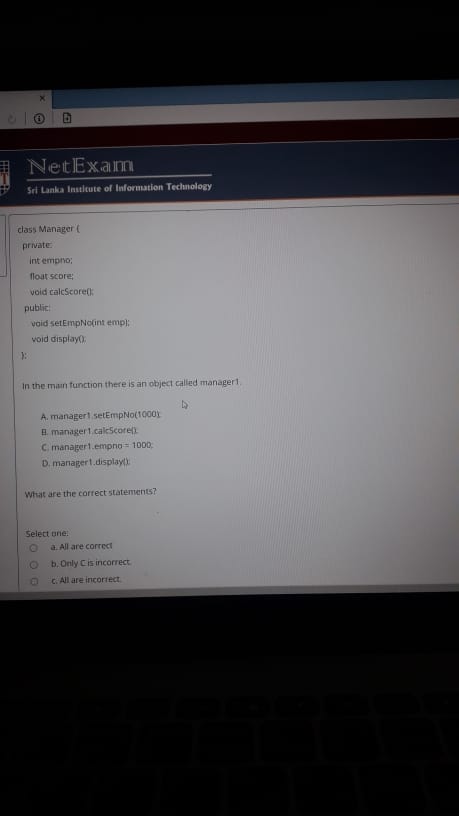 NetExam
Sri Lanka Institute of Information Technology
class Manager {
private:
int empno;
float score;
void calcScore();
public:
void setEmpNo(int emp);
void display();
};
In the main function there is an object called manager1.
A. manager1.setEmpNo(1000);
B. manager1.calcScore();
C. manager1.empno = 1000;
D. manager1.display();
What are the correct statements?
Select one:
a. All are correct
b. Only C is incorrect.
c. All are incorrect.